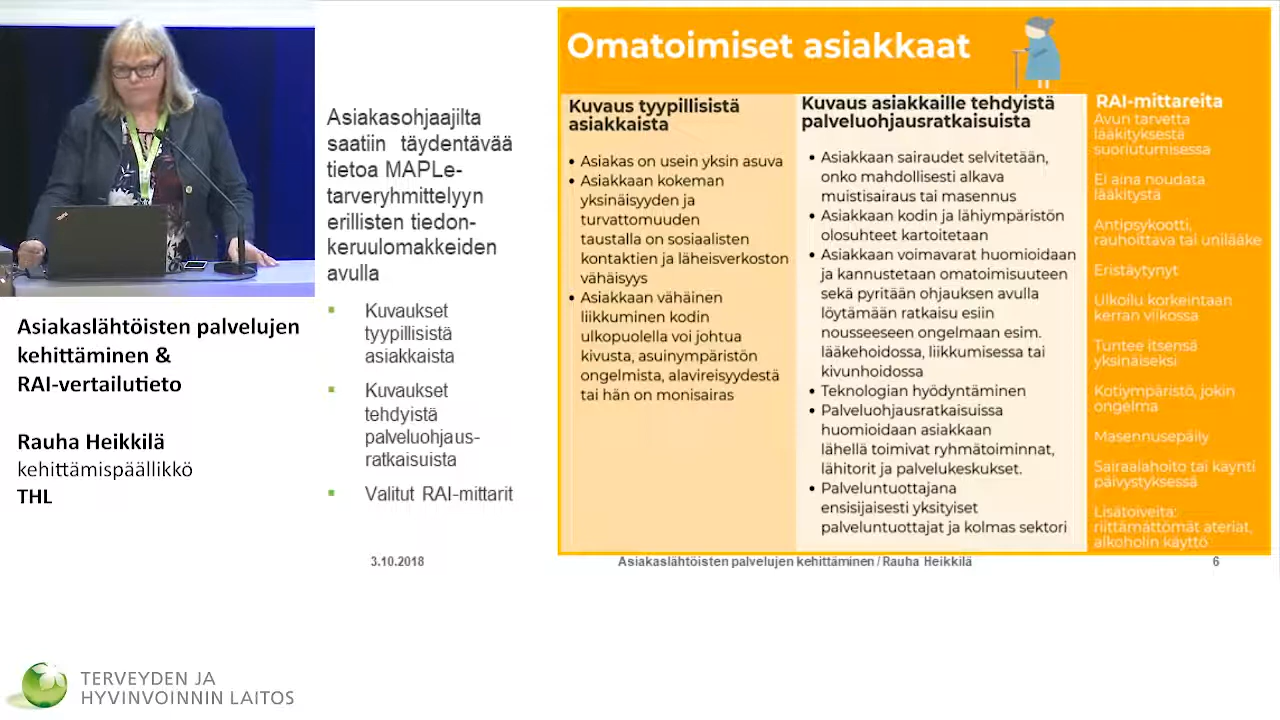 Asiakaslähtöisten palvelujen
kehittäminen &
RAI-vertailutieto
Rauha Heikkilä
kehittämispäällikkö
THL
TERVEYDEN JA
HYVINVOINNIN LAITOS
Asiakasohjaajilta
saatiin täydentävää
tietoa MAPLe-
tarveryhmittelyyn
erillisten tiedon-
keruulomakkeiden
avulla
Kuvaukset
tyypillisistä
asiakkaista
Kuvaukset
tehdyistä
palveluohjaus-
ratkaisuista
Valitut RAI-mittarit
Omatoimiset asiakkaat
Kuvaus tyypillisistä
asiakkaista
• Asiakas on usein yksin asuva
• Asiakkaan kokeman
yksinäisyyden ja
turvattomuuden
taustalla on sosiaalisten
kontaktien ja läheisverkoston
vähäisyys
• Asiakkaan vähäinen
liikkuminen kodin
ulkopuolella voi johtua
kivusta, asuinympäristön
ongelmista, alavireisyydestä
tai hän on monisairas
Kuvaus asiakkaille tehdyistä
palveluohjausratkaisuista
• Asiakkaan sairaudet selvitetään,
onko mahdollisesti alkava
muistisairaus tai masennus
• Asiakkaan kodin ja lähiympäristön
olosuhteet kartoitetaan
• Asiakkaan voimavarat huomioidaan
ja kannustetaan omatoimisuuteen
sekä pyritään ohjauksen avulla
löytämään ratkaisu esiin
nousseeseen ongelmaan esim.
lääkehoidossa, liikkumisessa tai
kivunhoidossa
• Teknologian hyödyntäminen
• Palveluohjausratkaisuissa
huomioidaan asiakkaan
lähellä toimivat ryhmätoiminnat,
lähitorit ja palvelukeskukset.
• Palveluntuottajana
ensisijaisesti yksityiset
palveluntuottajat ja kolmas sektori
RAI-mittareita
Avun tarvetta
lääkityksestä
suoriutumisessa
Ei aina noudata
lääkitystä
Antipsykootti,
rauhoittava tai unilääke
Eristäytynyt
Ulkoilu korkeintaan
kerran viikossa
Tuntee itsensä
yksinäiseksi
Kotiympäristö, jokin
ongelma
Masennusepäily
Sairaalahoito tai käynti
päivystyksessä
Lisätoiveita:
riittämättömät ateriat,
alkoholin käyttö
3.10.2018
Asiakaslähtöisten palvelujen kehittäminen / Rauha Heikkilä
6